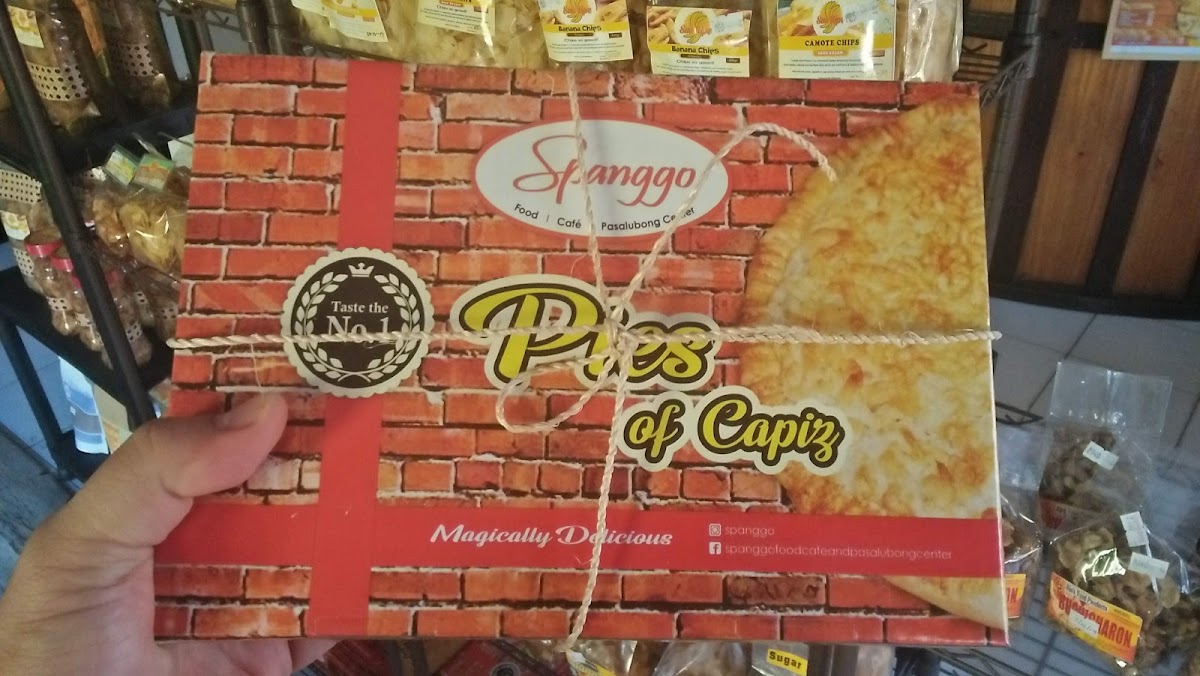 Banana Chips
Banana Chips
CAMOTE CHIPS
Spanggo
Food | Café | Pasalubong Center
Taste the
No.1
Pies
of Capiz
Magically Delicious
spanggo
spanggofoodcafeandpasalubongcenter
Sugar